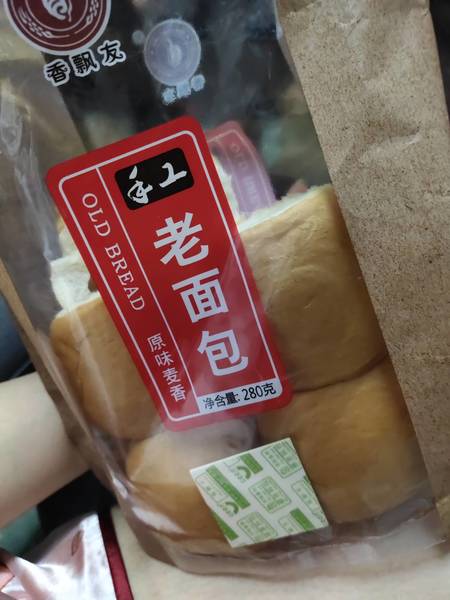 香飘友
手工
老面包
OLD BREAD
原味麦香
净含量: 280克